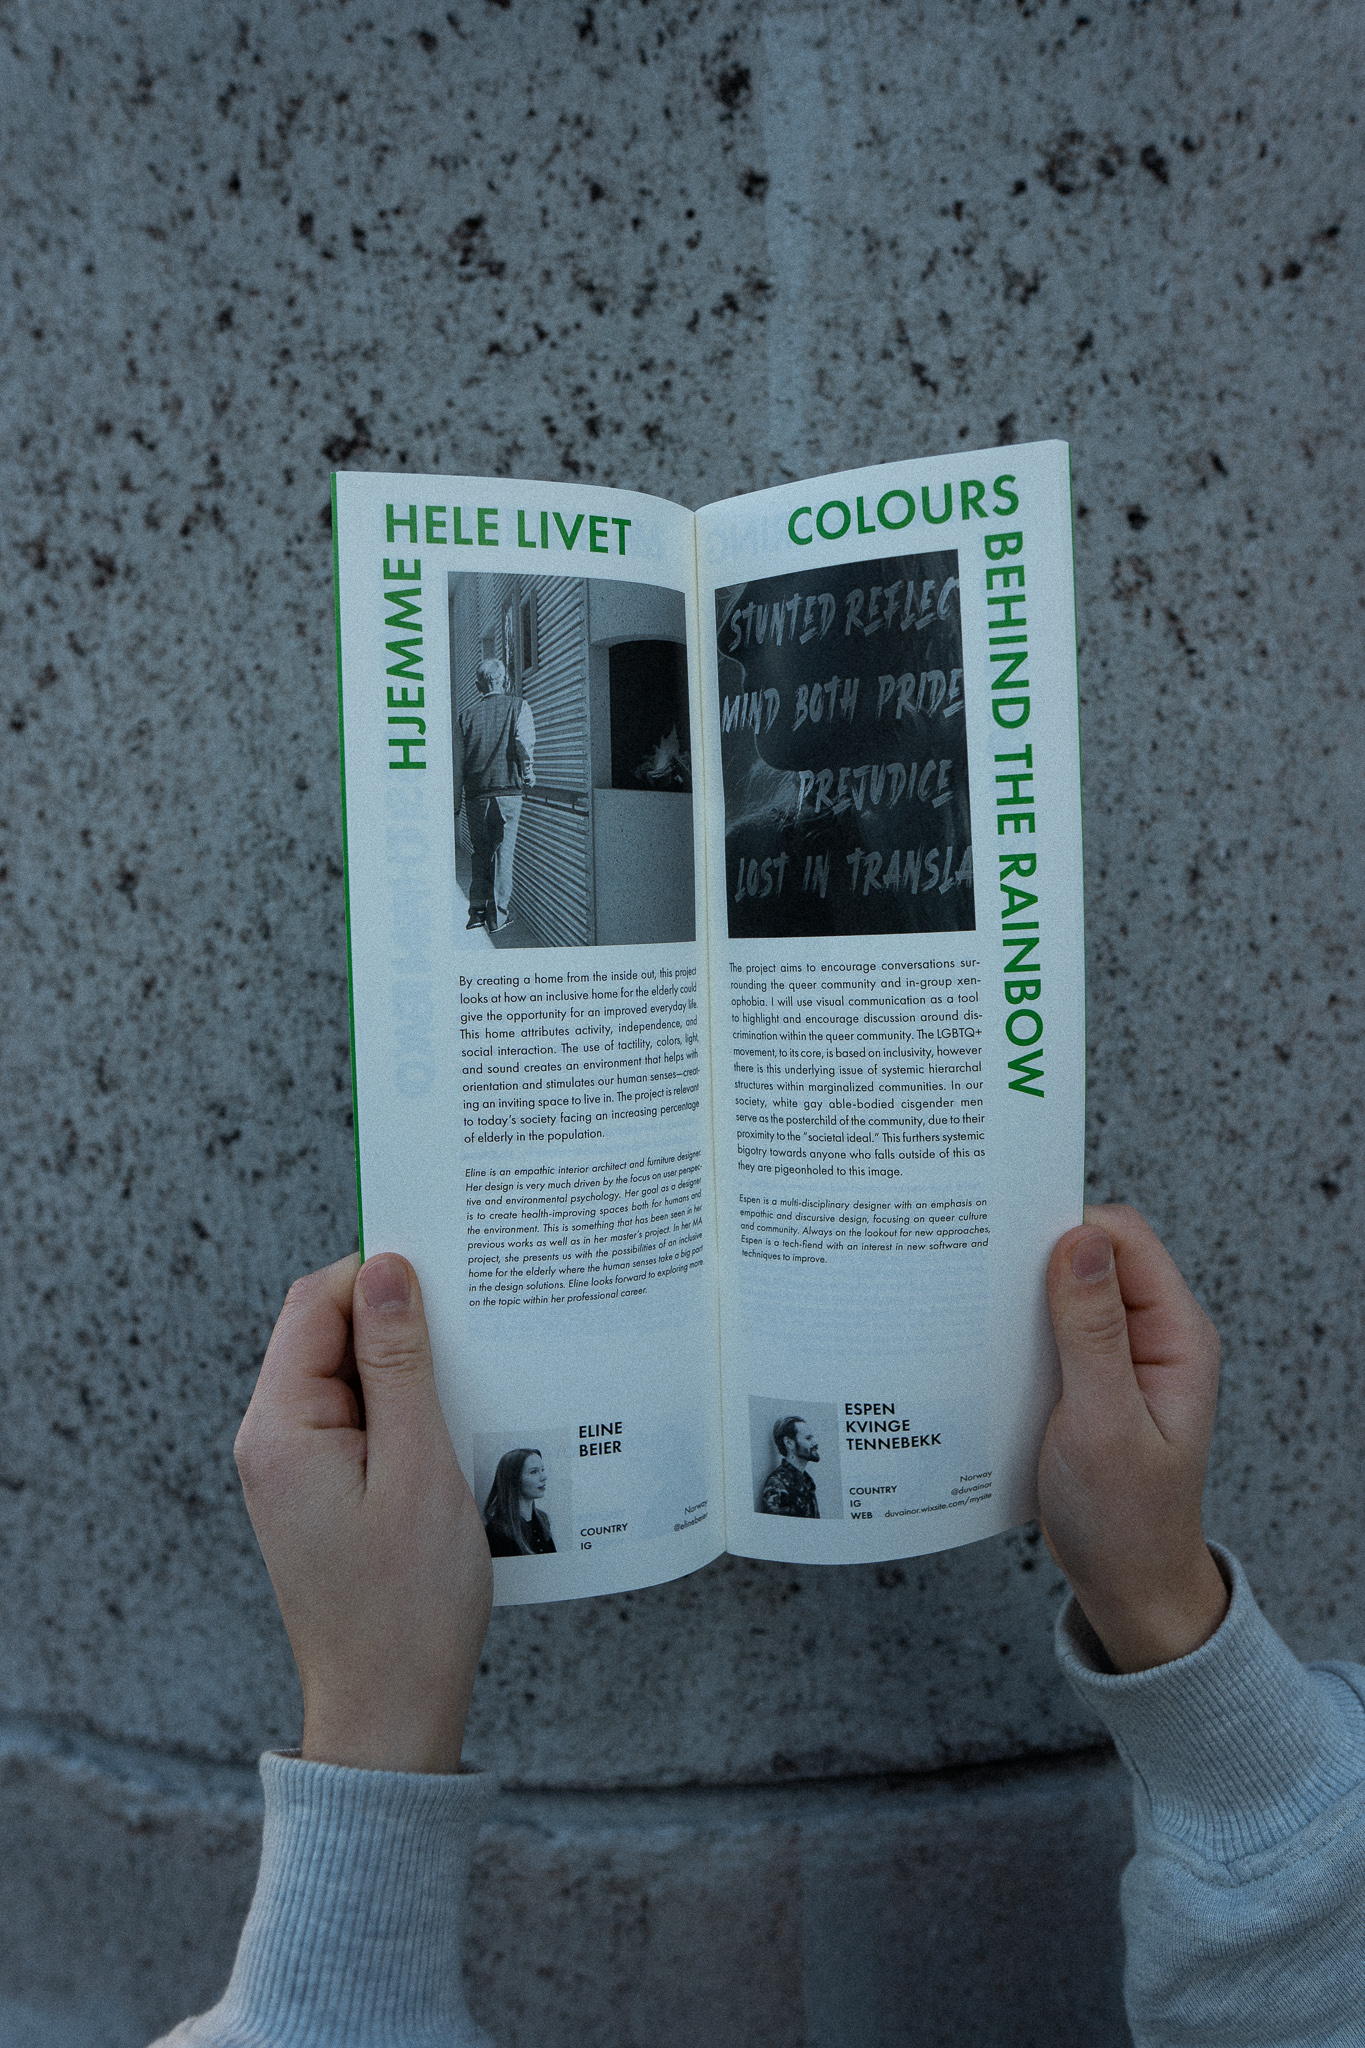 HJEMME
HELE LIVET
By creating a home from the inside out, this project
looks at how an inclusive home for the elderly could
give the opportunity for an improved everyday life.
This home attributes activity, independence, and
social interaction. The use of tactility, colors, light,
and sound creates an environment that helps with
orientation and stimulates our human senses—creat-
ing an inviting space to live in. The project is relevant
to today's society facing an increasing percentage
of elderly in the population.
Eline is an empathic interior architect and furniture designer.
Her design is very much driven by the focus on user perspec-
tive and environmental psychology. Her goal as a designer
is to create health-improving spaces both for humans and
the environment. This is something that has been seen in her
previous works as well as in her master's project. In her MA
project, she presents us with the possibilities of an inclusive
home for the elderly where the human senses take a big part
in the design solutions. Eline looks forward to exploring more
on the topic within her professional career.
ELINE
BEIER
COUNTRY Norway
IG @elinebeier
COLOURS
BEHIND THE RAINBOW
STUNTED REFLEC
MIND BOTH PRIDE
PREJUDICE
LOST IN TRANSLA
The project aims to encourage conversations sur-
rounding the queer community and in-group xen-
ophobia. I will use visual communication as a tool
to highlight and encourage discussion around dis-
crimination within the queer community. The LGBTQ+
movement, to its core, is based on inclusivity, however
there is this underlying issue of systemic hierarchal
structures within marginalized communities. In our
society, white gay able-bodied cisgender men
serve as the posterchild of the community, due to their
proximity to the "societal ideal." This furthers systemic
bigotry towards anyone who falls outside of this as
they are pigeonholed to this image.
Espen is a multi-disciplinary designer with an emphasis on
empathic and discursive design, focusing on queer culture
and community. Always on the lookout for new approaches,
Espen is a tech-fiend with an interest in new software and
techniques to improve.
ESPEN
KVINGE
TENNEBEKK
COUNTRY Norway
IG @duvainor
WEB duvainor.wixsite.com/mysite